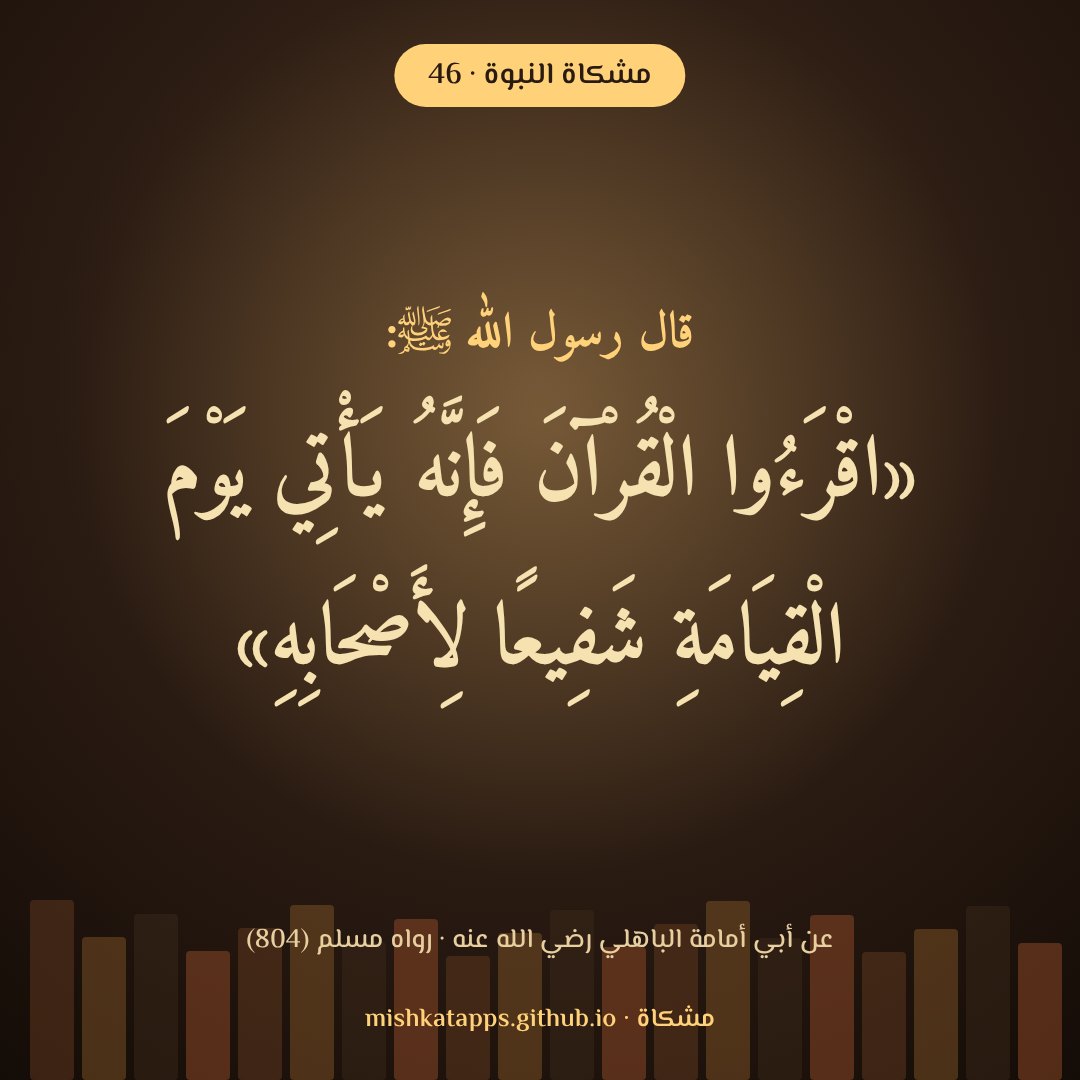 مشكاة النبوة · 46
قال رسول الله ﷺ:
«اقْرَءُوا الْقُرْآنَ فَإِنَّهُ يَأْتِي يَوْمَ
الْقِيَامَةِ شَفِيعًا لِأَصْحَابِهِ»
عن أبي أمامة الباهلي رضي الله عنه · رواه مسلم (804)
مشكاة · mishkatapps.github.io